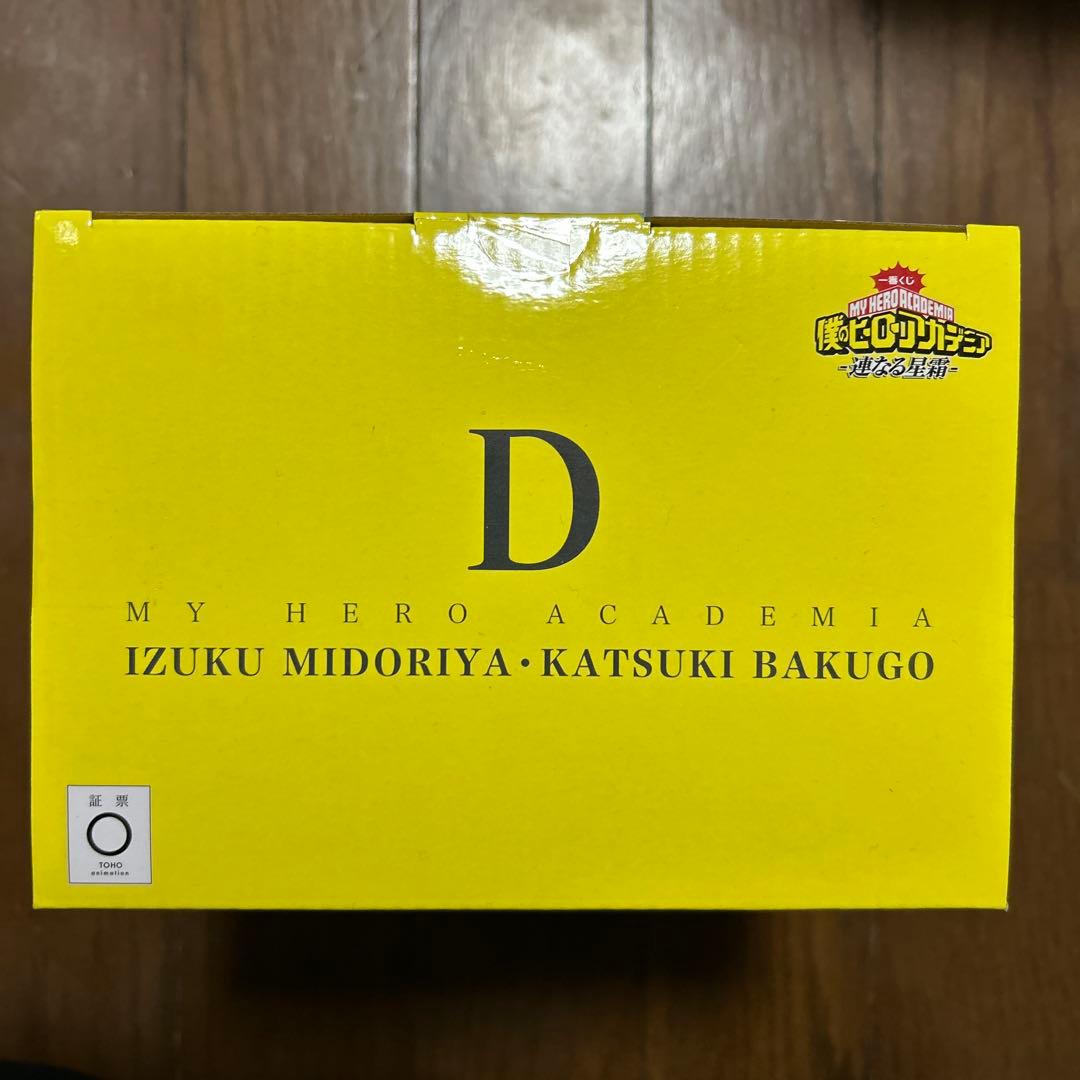 一番くじ
MY HERO ACADEMIA
僕のヒーローアカデミア
-連なる星霜-
D
MY HERO ACADEMIA
IZUKU MIDORIYA・KATSUKI BAKUGO
証票
TOHO
animation